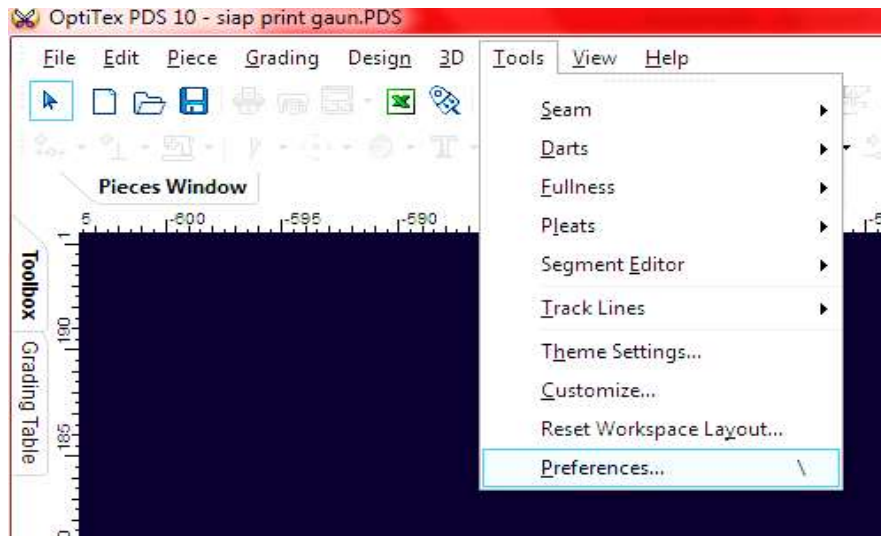 OptiTex PDS 10 - siap print gaun.PDS
File Edit Piece Grading Design 3D Tools View Help
Seam
Darts
Fullness
Pleats
Segment Editor
Track Lines
Theme Settings...
Customize...
Reset Workspace Layout...
Preferences... \
Pieces Window
5 -600 -595 -590
Toolbox
Grading Table
190
185